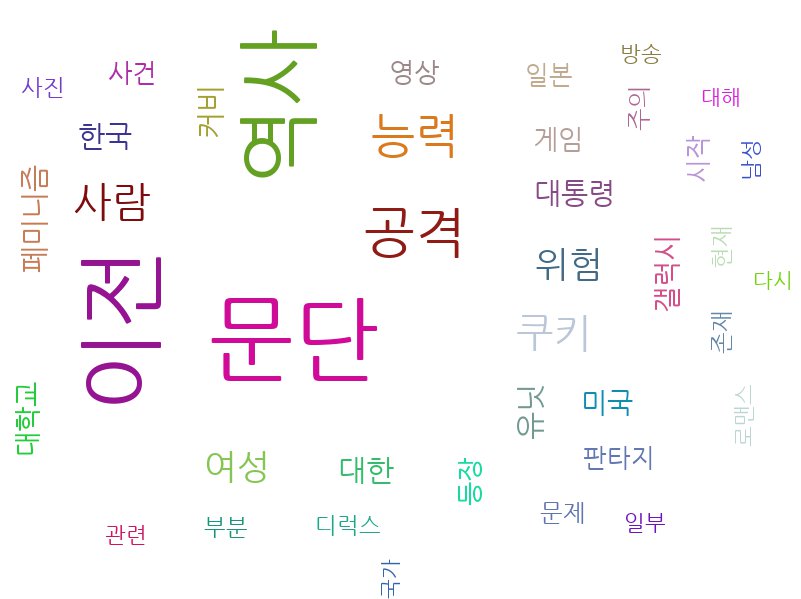 역사
방송
영상
사건
일본
사진
대해
커비
주의
능력
한국
게임
시작
남성
사람
대통령
페미니즘
공격
현재
위험
갤럭시
다시
이전
쿠키
존재
문단
미국
유닛
로맨스
대학교
판타지
여성
대한
등장
문제
일부
부분
디럭스
관련
국가